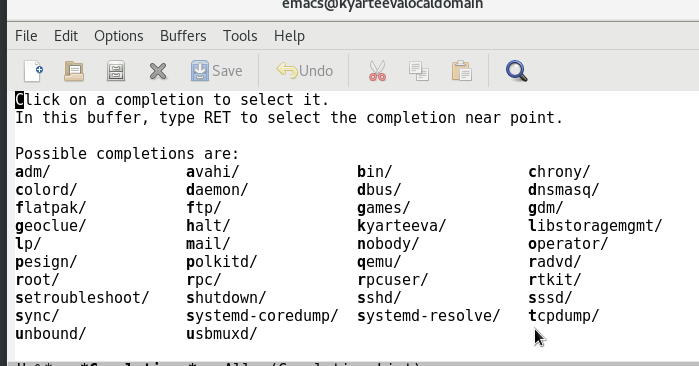 emacs@kyarteevalocaldomain
File Edit Options Buffers Tools Help
Save Undo
Click on a completion to select it.
In this buffer, type RET to select the completion near point.
Possible completions are:
adm/ avahi/ bin/ chrony/
colord/ daemon/ dbus/ dnsmasq/
flatpak/ ftp/ games/ gdm/
geoclue/ halt/ kyarteeva/ libstoragemgmt/
lp/ mail/ nobody/ operator/
pesign/ polkitd/ qemu/ radvd/
root/ rpc/ rpcuser/ rtkit/
setroubleshoot/ shutdown/ sshd/ sssd/
sync/ systemd-coredump/ systemd-resolve/ tcpdump/
unbound/ usbmuxd/